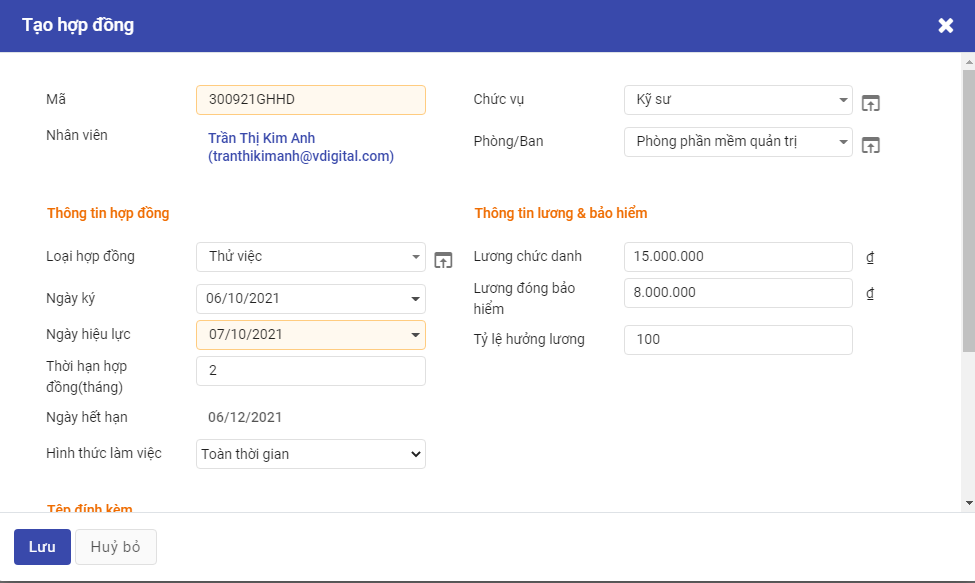 Tạo hợp đồng
Mã
300921GHHD
Nhân viên
Trần Thị Kim Anh
(tranthikimanh@vdigital.com)
Chức vụ
Kỹ sư
Phòng/Ban
Phòng phần mềm quản trị
Thông tin hợp đồng
Loại hợp đồng
Thử việc
Ngày ký
06/10/2021
Ngày hiệu lực
07/10/2021
Thời hạn hợp
đồng(tháng)
2
Ngày hết hạn
06/12/2021
Hình thức làm việc
Toàn thời gian
Thông tin lương & bảo hiểm
Lương chức danh
15.000.000
₫
Lương đóng bảo
hiểm
8.000.000
₫
Tỷ lệ hưởng lương
100
Tệp đính kèm
Lưu
Huỷ bỏ